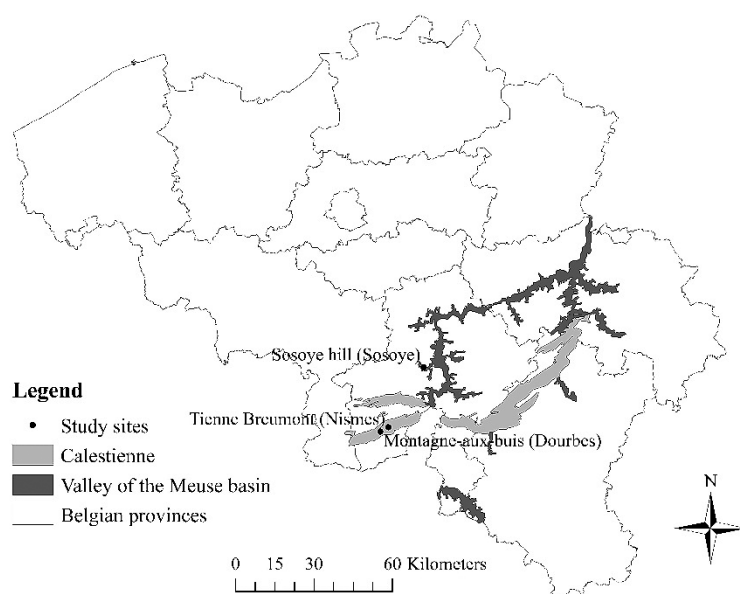 Sosoye hill (Sosoye)
Tienne Breumont (Nismes)
Montagne-aux-buis (Dourbes)
Legend
Study sites
Calestienne
Valley of the Meuse basin
Belgian provinces
N
0 15 30 60 Kilometers